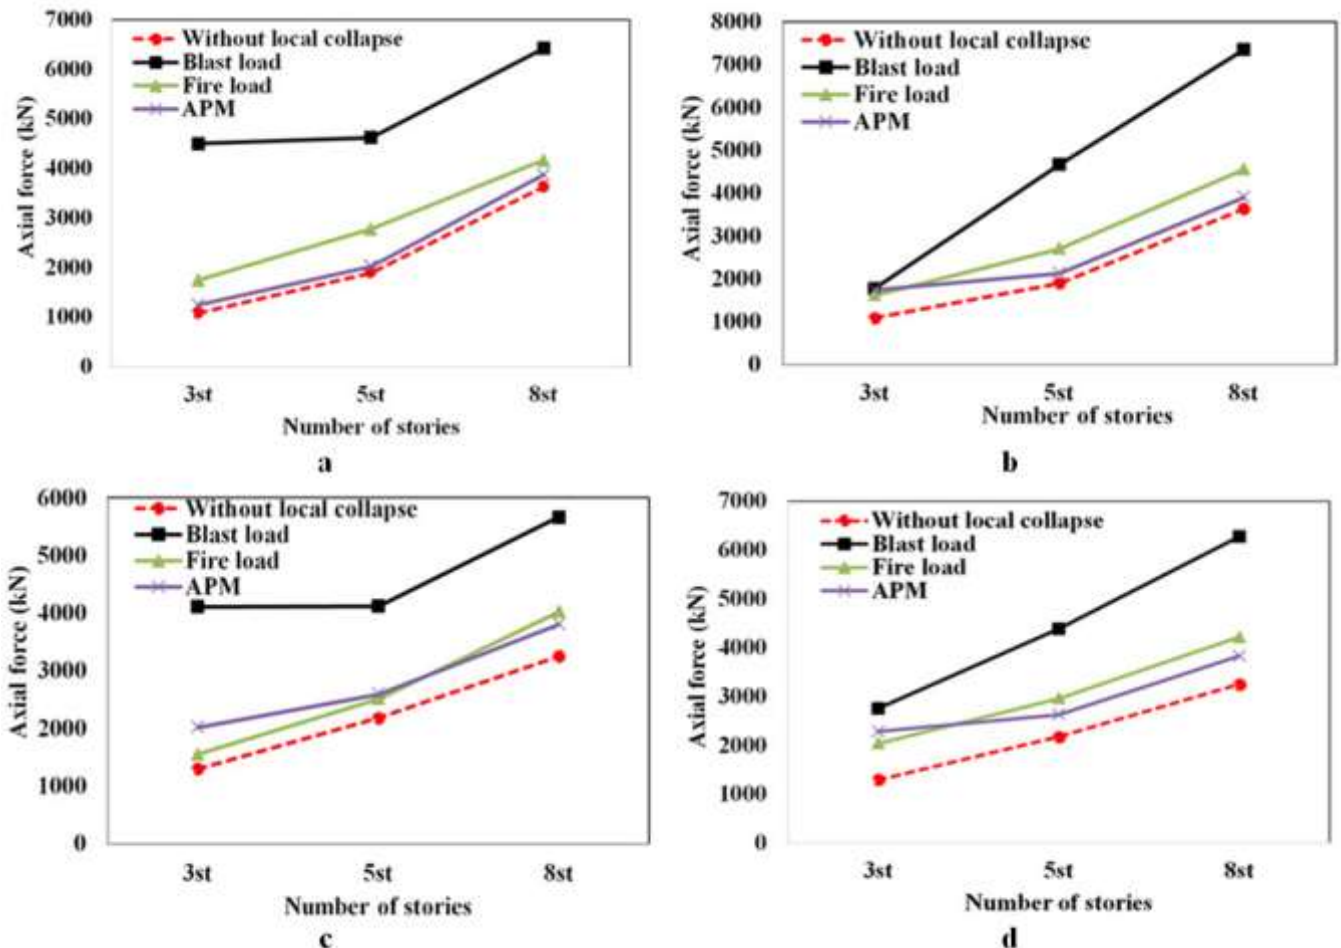 7000
6000
5000
4000
3000
2000
1000
0
Axial force (kN)
Without local collapse
Blast load
Fire load
APM
3st
5st
8st
Number of stories
a
8000
7000
6000
5000
4000
3000
2000
1000
0
Axial force (kN)
Without local collapse
Blast load
Fire load
APM
3st
5st
8st
Number of stories
b
6000
5000
4000
3000
2000
1000
0
Axial force (kN)
Without local collapse
Blast load
Fire load
APM
3st
5st
8st
Number of stories
c
7000
6000
5000
4000
3000
2000
1000
0
Axial force (kN)
Without local collapse
Blast load
Fire load
APM
3st
5st
8st
Number of stories
d